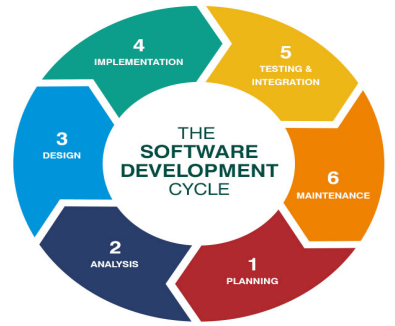 THE
SOFTWARE
DEVELOPMENT
CYCLE
1
PLANNING
2
ANALYSIS
3
DESIGN
4
IMPLEMENTATION
5
TESTING &
INTEGRATION
6
MAINTENANCE